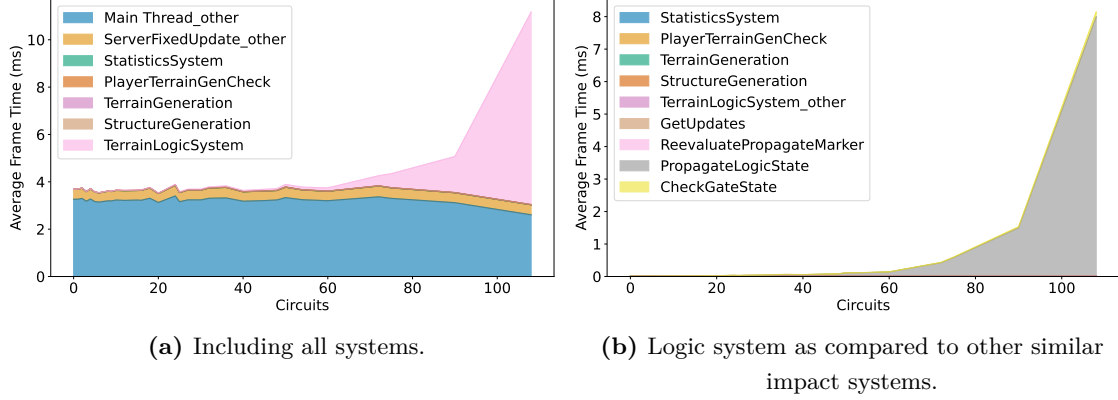 Main Thread_other
ServerFixedUpdate_other
StatisticsSystem
PlayerTerrainGenCheck
TerrainGeneration
StructureGeneration
TerrainLogicSystem
Average Frame Time (ms)
10
8
6
4
2
0
0 20 40 60 80 100
Circuits
(a) Including all systems.
StatisticsSystem
PlayerTerrainGenCheck
TerrainGeneration
StructureGeneration
TerrainLogicSystem_other
GetUpdates
ReevaluatePropagateMarker
PropagateLogicState
CheckGateState
Average Frame Time (ms)
8
7
6
5
4
3
2
1
0
0 20 40 60 80 100
Circuits
(b) Logic system as compared to other similar
impact systems.